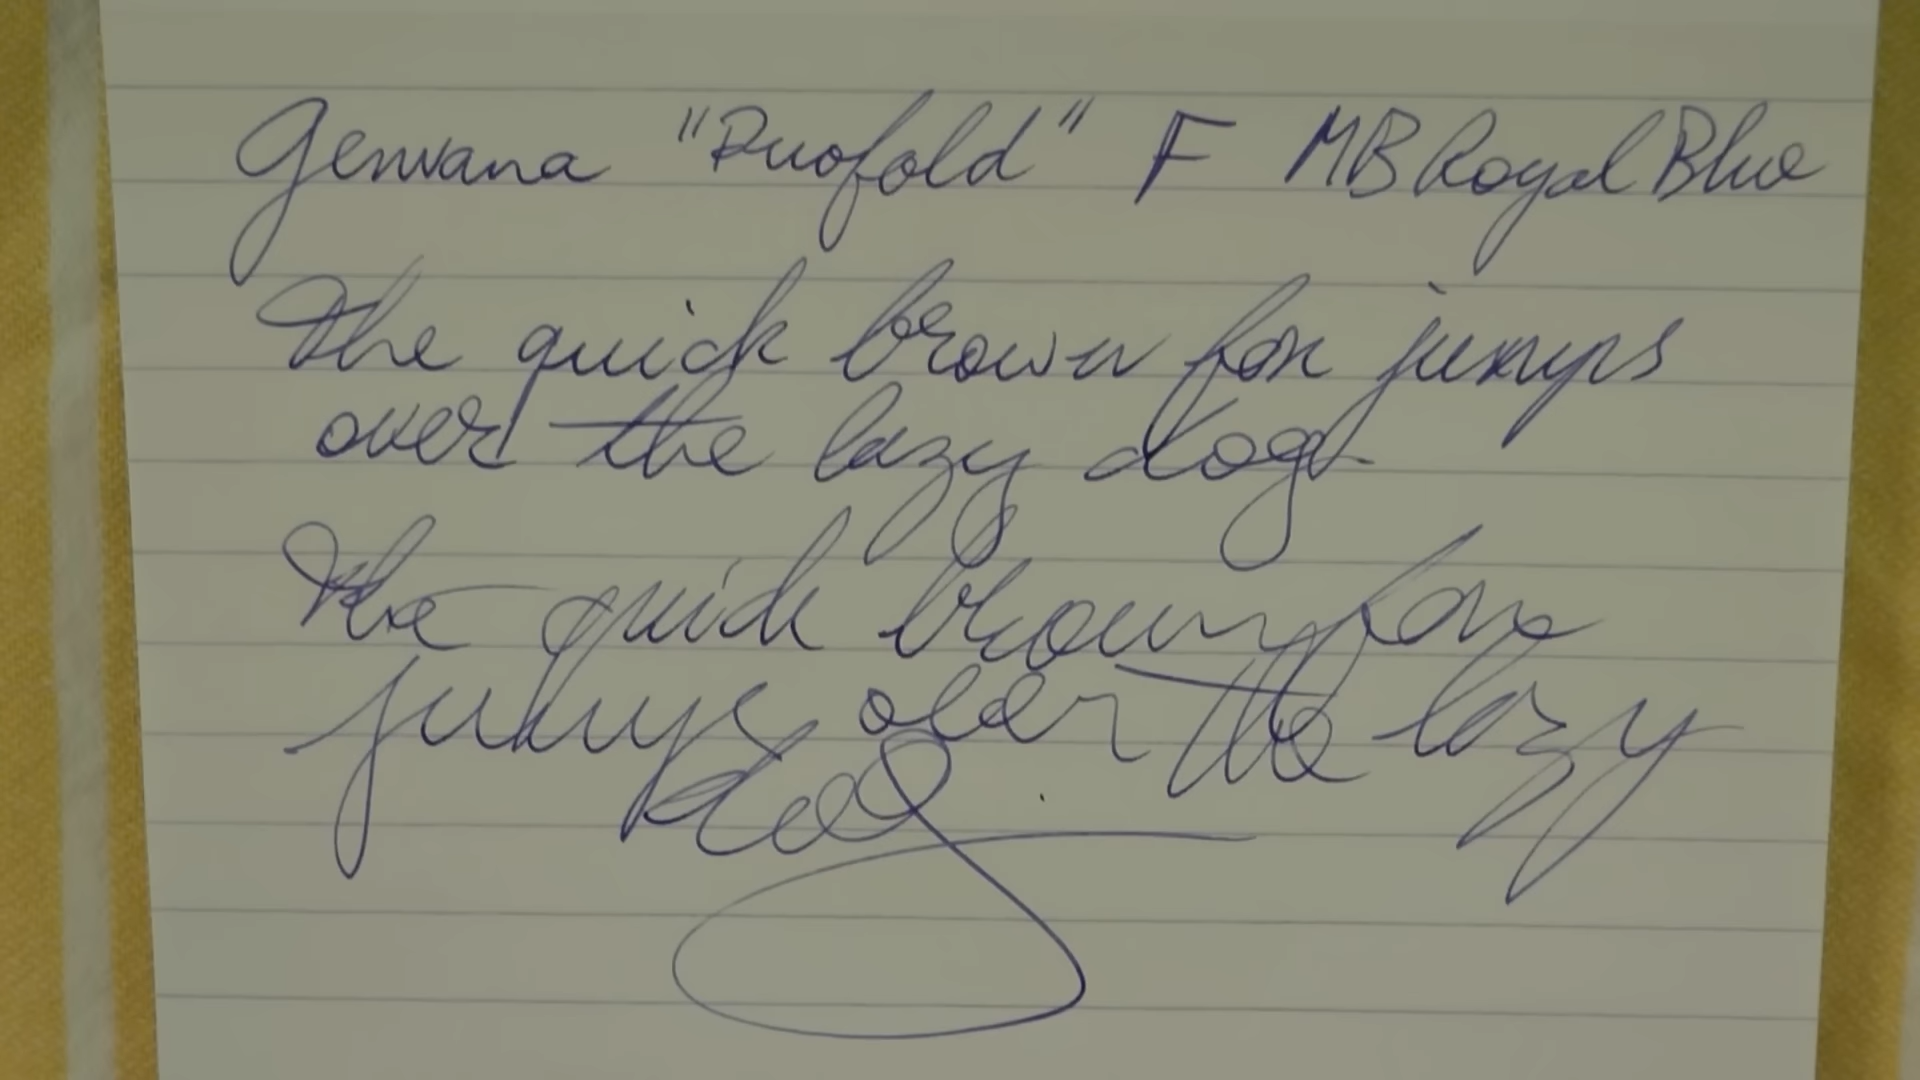 Genvana "Duofold" F MB Royal Blue
The quick brown fox jumps
over the lazy dog.
The quick brown fox
jumps over the lazy
dog